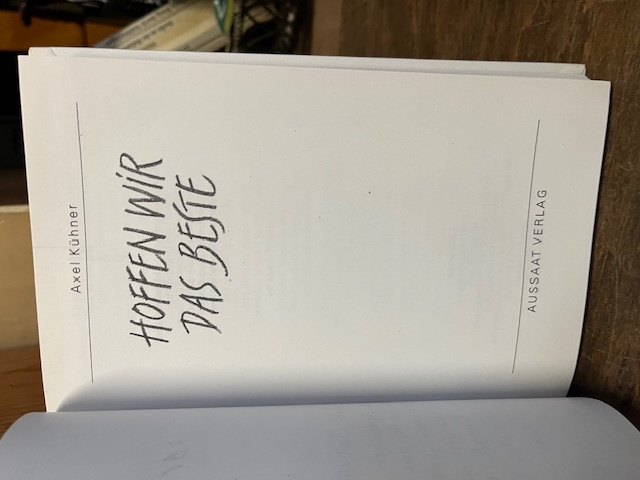 Axel Kühner
HOFFEN WIR
DAS BESTE
AUSSAAT VERLAG